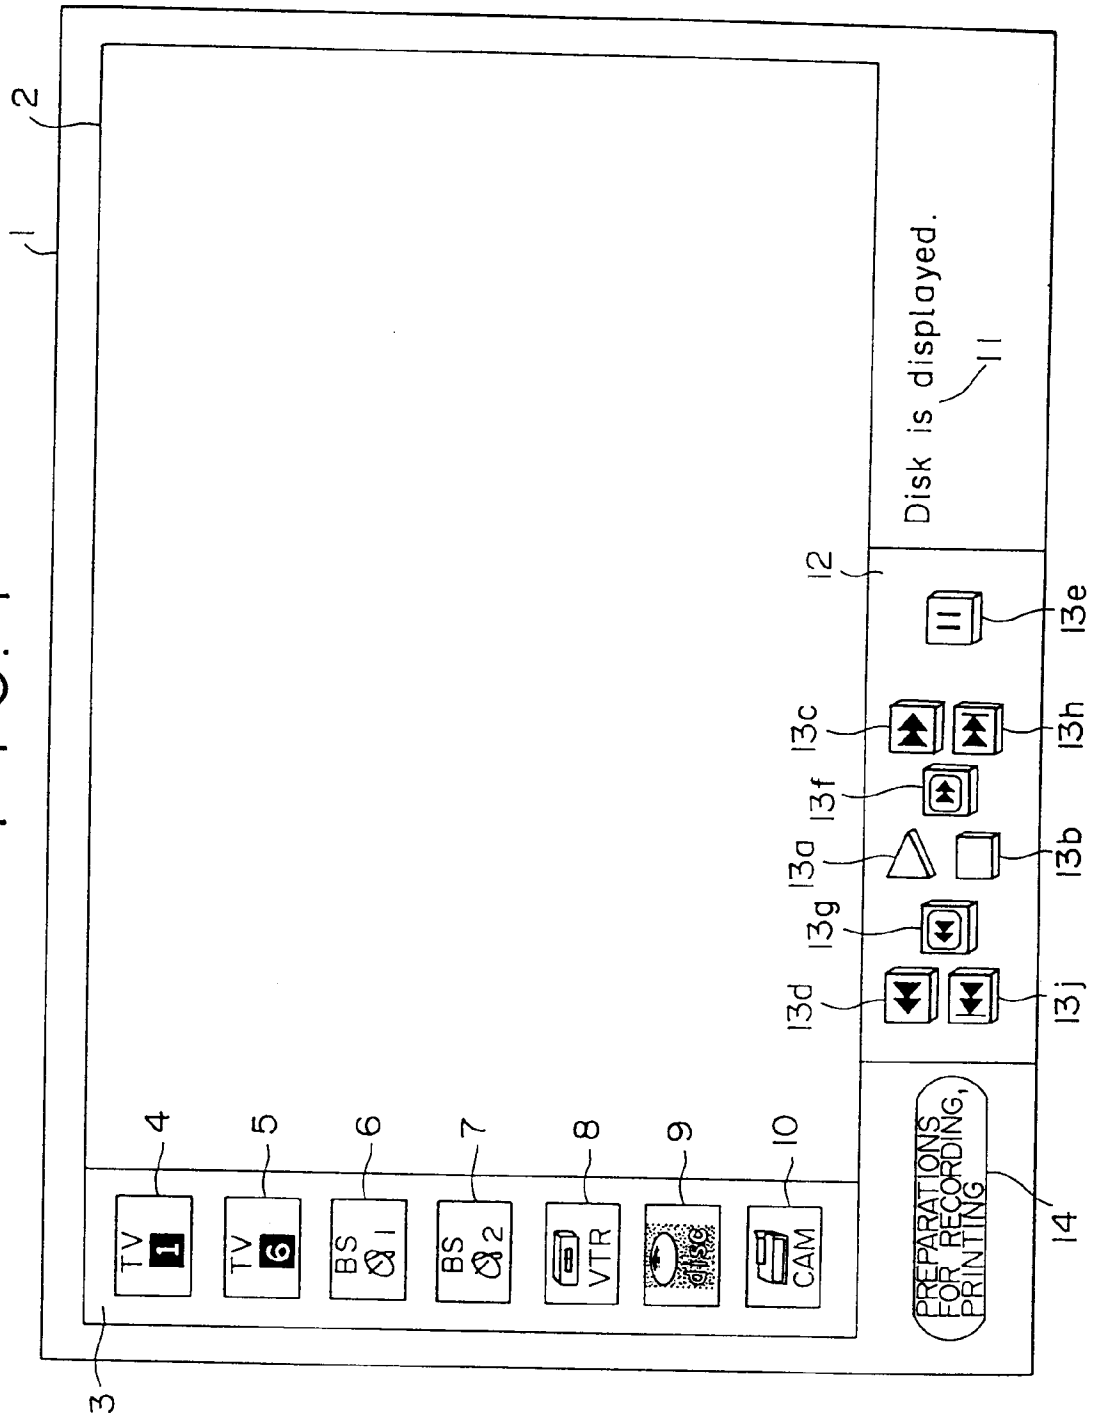 1
2
3
TV
1
4
TV
6
5
BS
1
6
BS
2
7
VTR
8
disc
9
CAM
10
PREPARATIONS
FOR RECORDING,
PRINTING
14
13d
13g
13a
13f
13c
12
13j
13b
13h
13e
Disk is displayed.
11